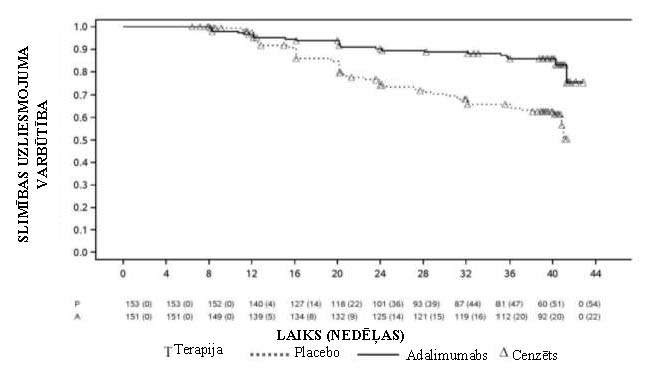 SLIMĪBAS UZLIESMOJUMA
VARBŪTĪBA
1.0
0.9
0.8
0.7
0.6
0.5
0.4
0.3
0.2
0.1
0.0
0 4 8 12 16 20 24 28 32 36 40 44
P 153 (0) 153 (0) 152 (0) 140 (4) 127 (14) 118 (22) 101 (36) 93 (39) 87 (44) 81 (47) 60 (51) 0 (54)
A 151 (0) 151 (0) 149 (0) 139 (5) 134 (8) 132 (9) 125 (14) 121 (15) 119 (16) 112 (20) 92 (20) 0 (22)
LAIKS (NEDĒĻAS)
TTerapija Placebo Adalimumabs Cenzēts